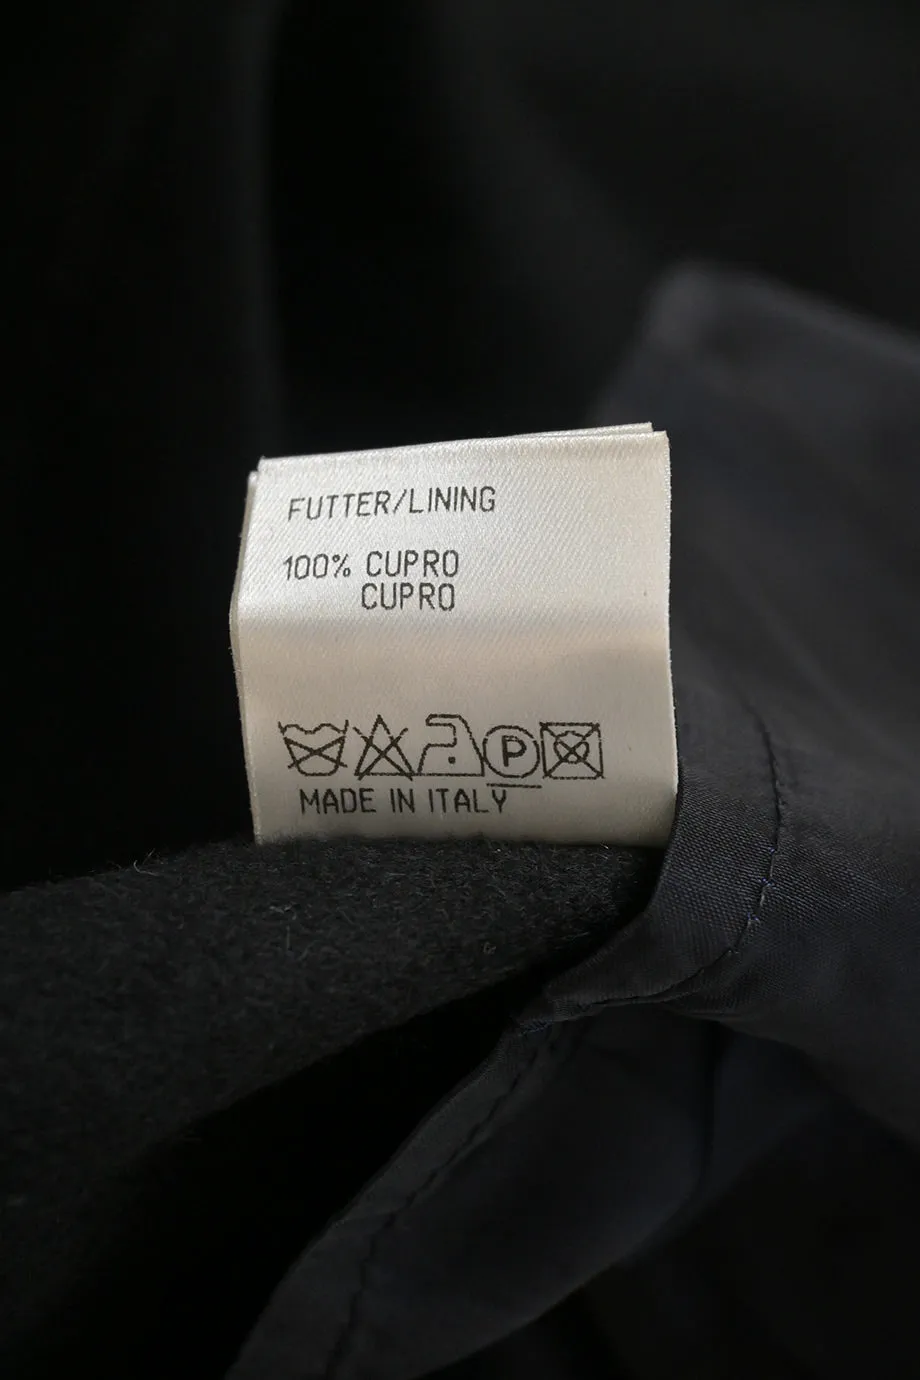 FUTTER/LINING
100% CUPRO
CUPRO
P
MADE IN ITALY